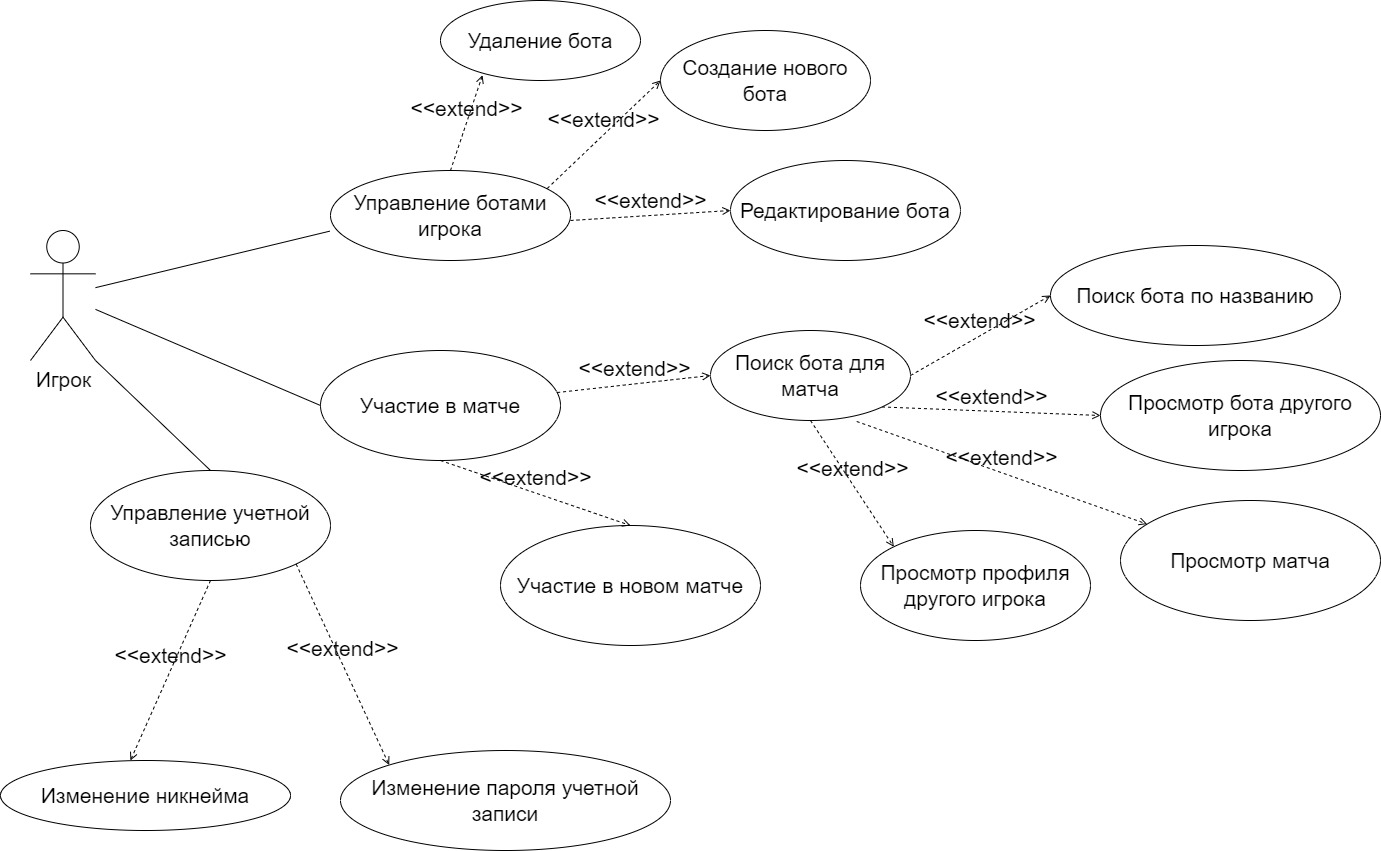 Удаление бота
Создание нового
бота
<<extend>>
<<extend>>
Управление ботами
игрока
<<extend>>
Редактирование бота
Игрок
Поиск бота по названию
<<extend>>
Поиск бота для
матча
<<extend>>
Участие в матче
<<extend>>
Просмотр бота другого
игрока
<<extend>>
<<extend>>
<<extend>>
Управление учетной
записью
Участие в новом матче
Просмотр профиля
другого игрока
Просмотр матча
<<extend>>
<<extend>>
Изменение никнейма
Изменение пароля учетной
записи